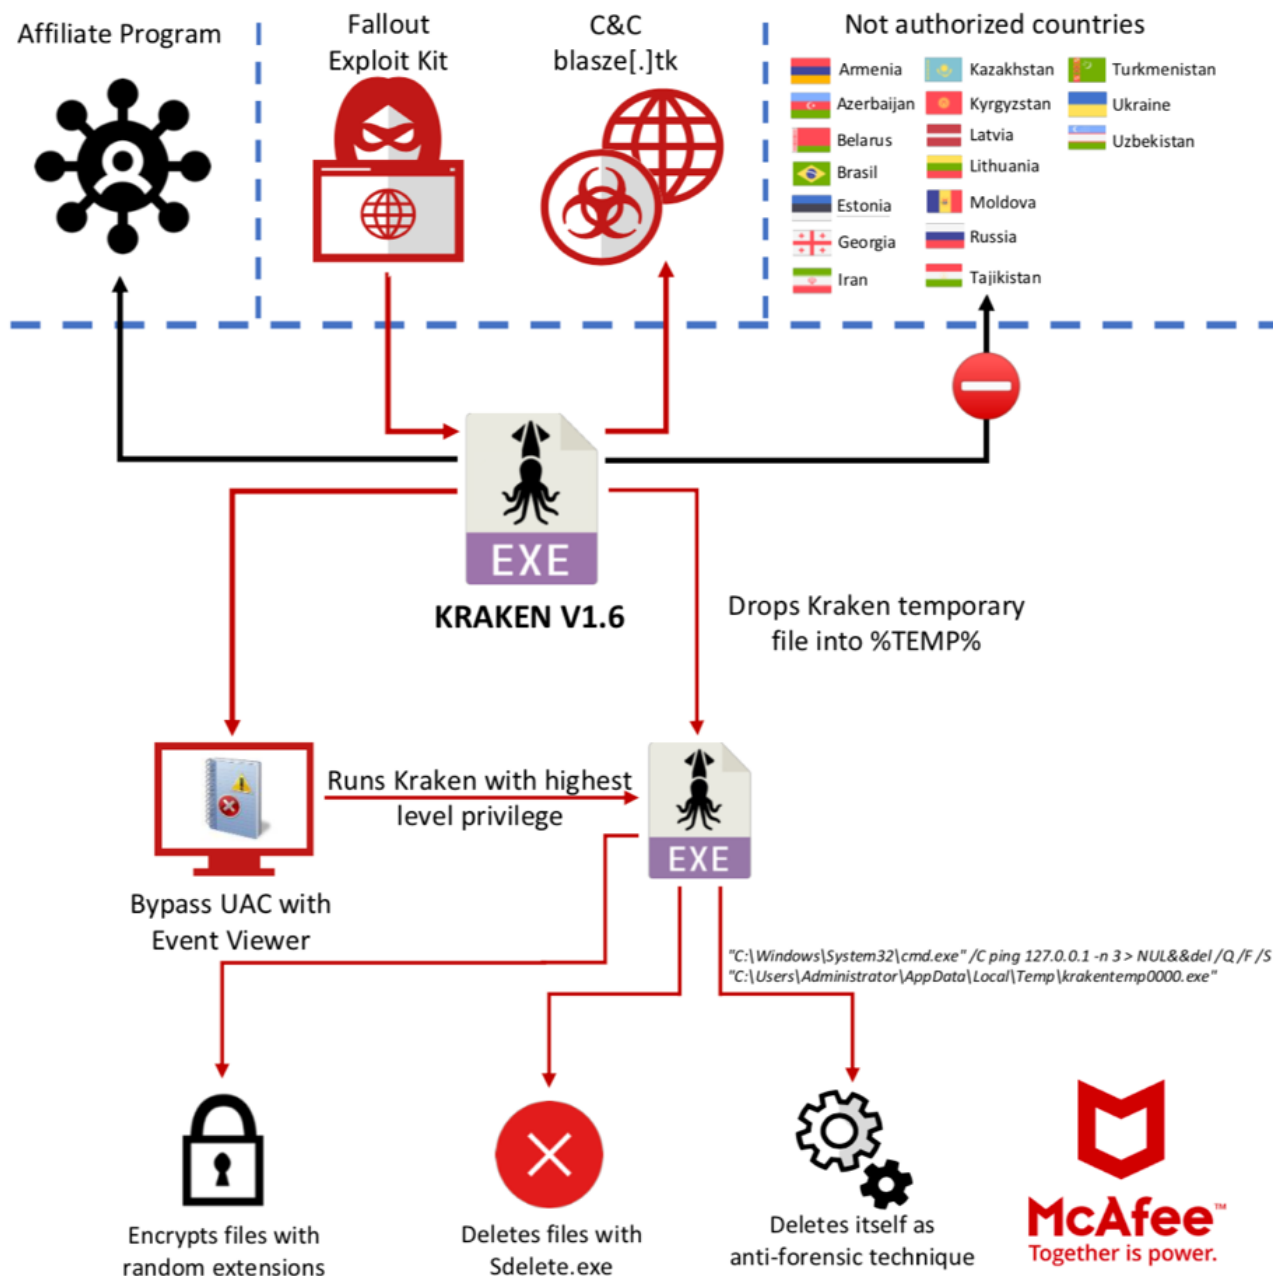 Affiliate Program
Fallout
Exploit Kit
C&C
blasze[.]tk
Not authorized countries
Armenia
Azerbaijan
Belarus
Brasil
Estonia
Georgia
Iran
Kazakhstan
Kyrgyzstan
Latvia
Lithuania
Moldova
Russia
Tajikistan
Turkmenistan
Ukraine
Uzbekistan
EXE
KRAKEN V1.6
Drops Kraken temporary
file into %TEMP%
Runs Kraken with highest
level privilege
EXE
Bypass UAC with
Event Viewer
"C:\Windows\System32\cmd.exe" /C ping 127.0.0.1 -n 3 > NUL&&del /Q /F /S
"C:\Users\Administrator\AppData\Local\Temp\krakentemp0000.exe"
Encrypts files with
random extensions
Deletes files with
Sdelete.exe
Deletes itself as
anti-forensic technique
McAfee™
Together is power.